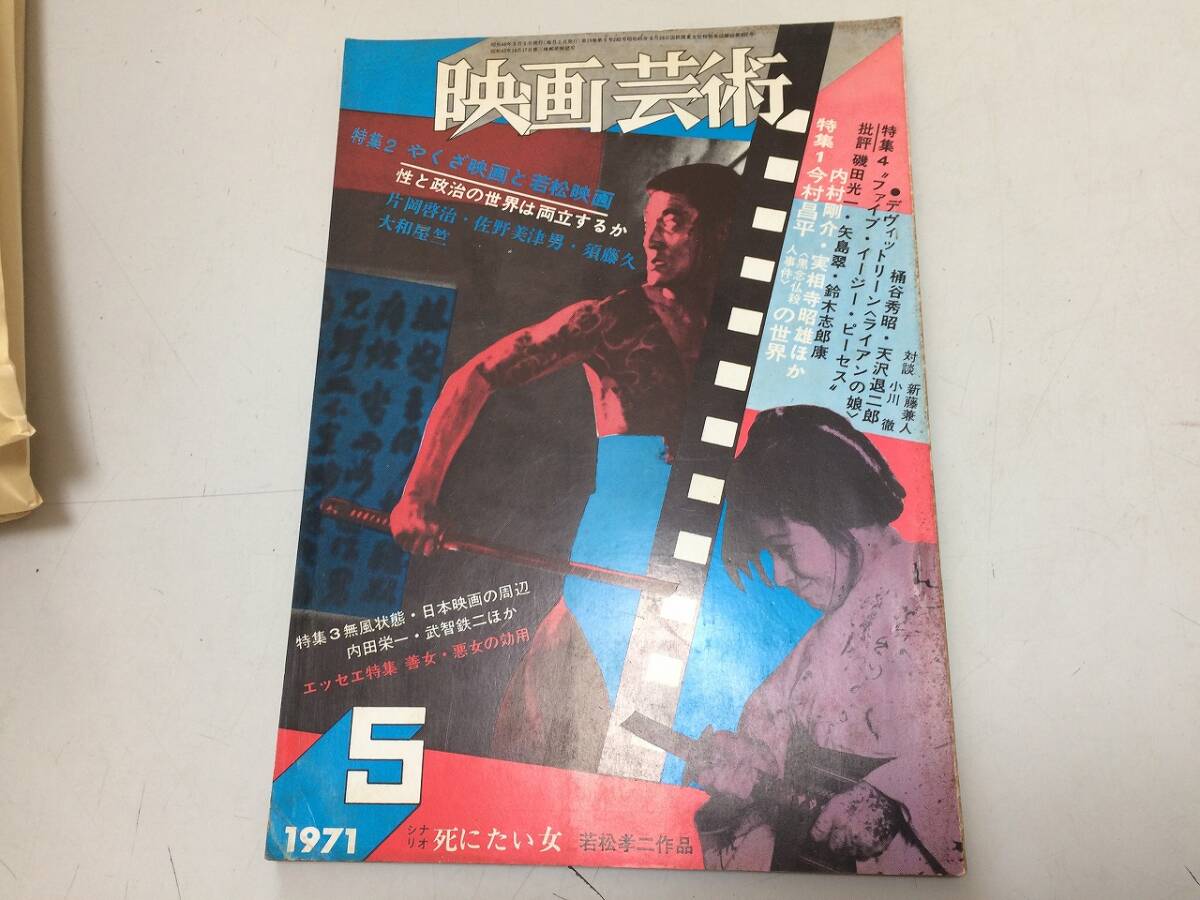 映画芸術
特集4 〝ファイブ・イージー・ピーセス〟
批評 磯田光一・矢島翠・鈴木志郎康
●デヴィットリーン〈ライアンの娘〉
桶谷秀昭・天沢退二郎
対談 新藤兼人
小川徹
特集1 今村昌平〈黒念仏殺人事件〉の世界
内村剛介・実相寺昭雄ほか
特集2 やくざ映画と若松映画
性と政治の世界は両立するか
片岡啓治・佐野美津男・須藤久
大和屋竺
特集3 無風状態・日本映画の周辺
内田栄一・武智鉄二ほか
エッセエ特集 善女・悪女の効用
5
1971
シナリオ 死にたい女 若松孝二作品